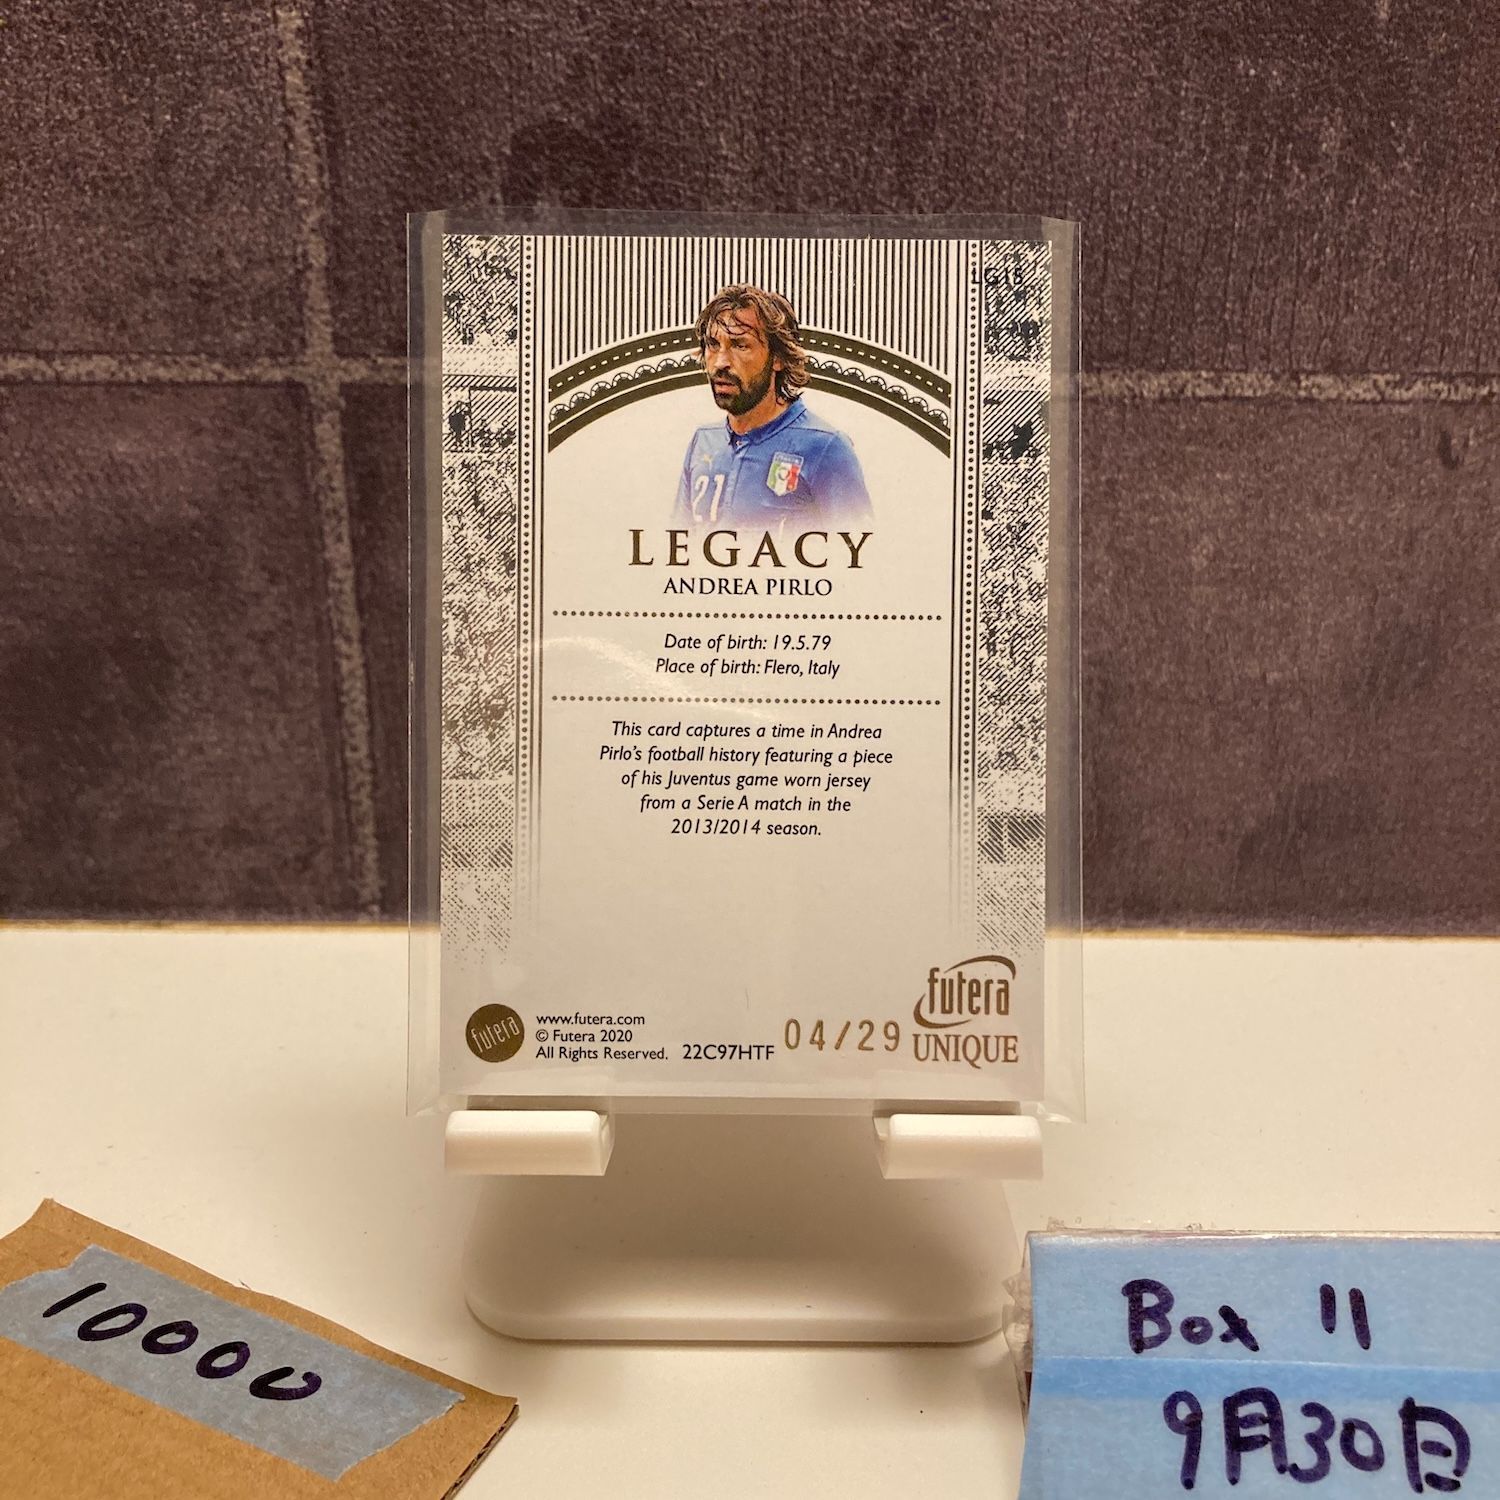 LG15
21
LEGACY
ANDREA PIRLO
Date of birth: 19.5.79
Place of birth: Flero, Italy
This card captures a time in Andrea
Pirlo's football history featuring a piece
of his Juventus game worn jersey
from a Serie A match in the
2013/2014 season.
futera
www.futera.com
© Futera 2020
All Rights Reserved.
22C97HTF
04/29
futera
UNIQUE
10000
Box 11
9月30日